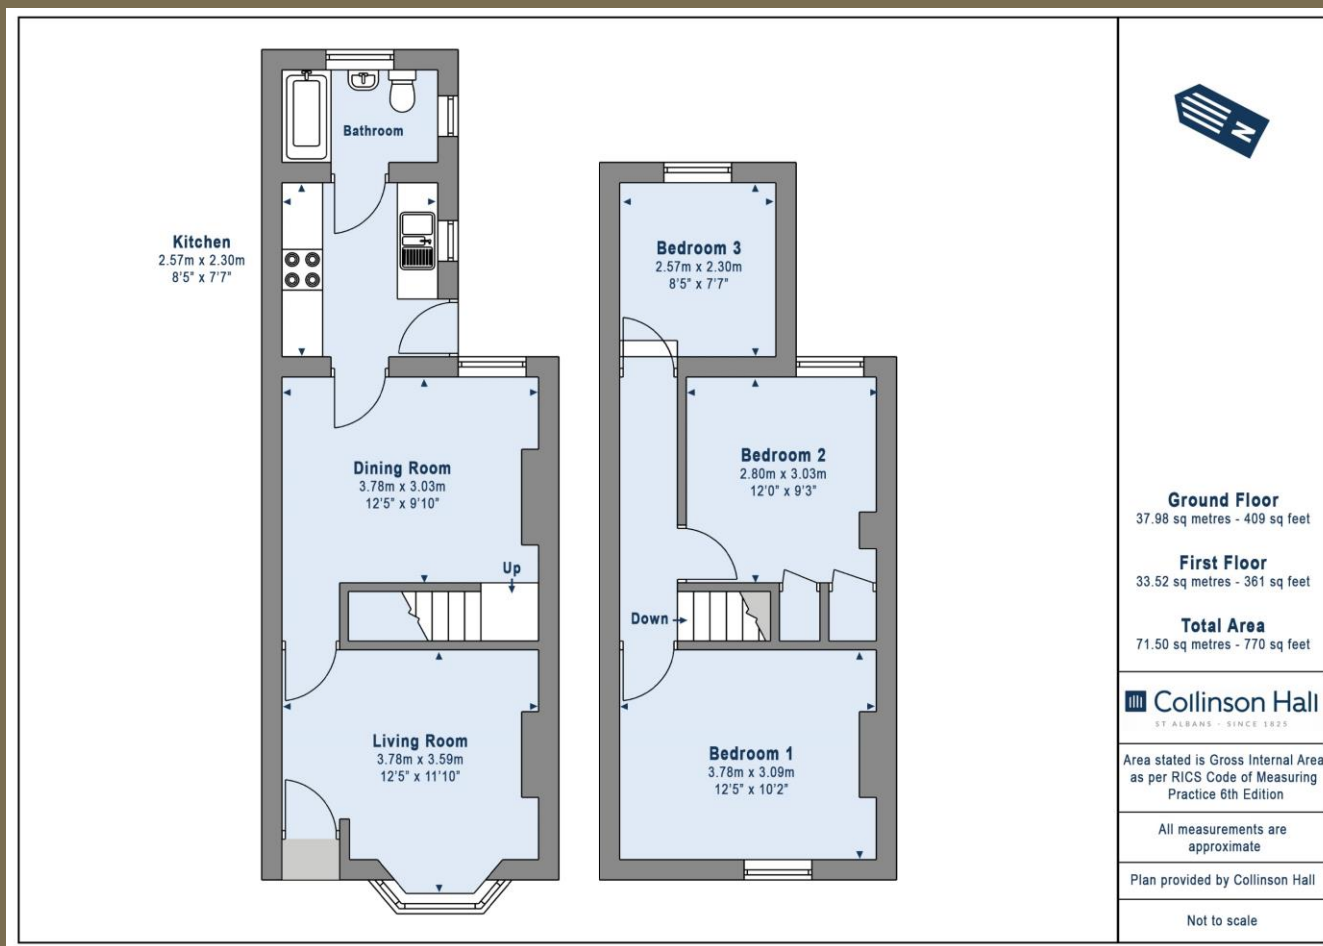 Bathroom
Kitchen
2.57m x 2.30m
8'5" x 7'7"
Dining Room
3.78m x 3.03m
12'5" x 9'10"
Up
Living Room
3.78m x 3.59m
12'5" x 11'10"
Bedroom 3
2.57m x 2.30m
8'5" x 7'7"
Bedroom 2
2.80m x 3.03m
12'0" x 9'3"
Down
Bedroom 1
3.78m x 3.09m
12'5" x 10'2"
N
Ground Floor
37.98 sq metres - 409 sq feet
First Floor
33.52 sq metres - 361 sq feet
Total Area
71.50 sq metres - 770 sq feet
Collinson Hall
ST ALBANS - SINCE 1825
Area stated is Gross Internal Area
as per RICS Code of Measuring
Practice 6th Edition
All measurements are
approximate
Plan provided by Collinson Hall
Not to scale